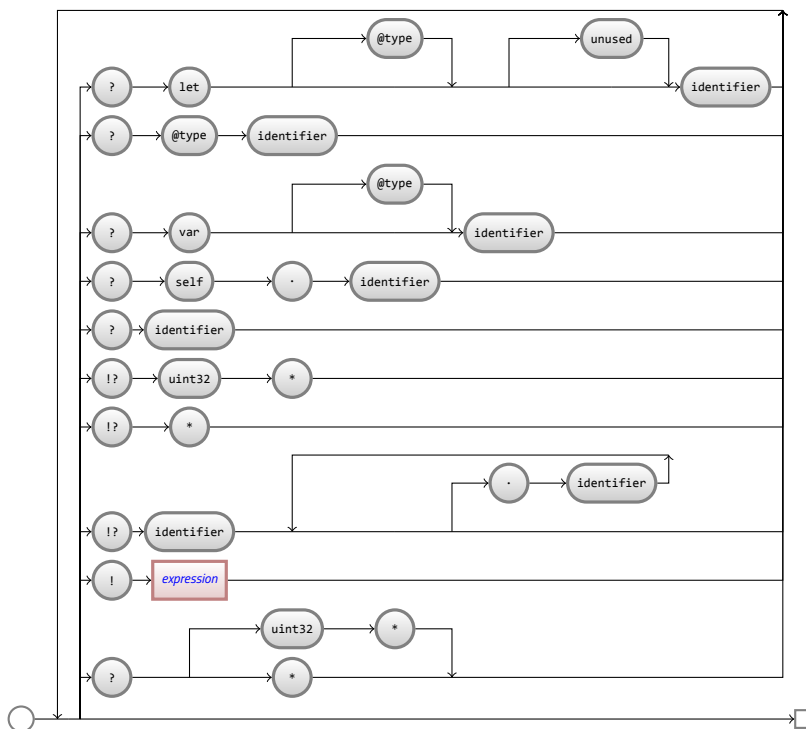 @type unused
? let identifier
? @type identifier
@type
? var identifier
? self . identifier
? identifier
!? uint32 *
!? *
. identifier
!? identifier
! expression
uint32 *
? *